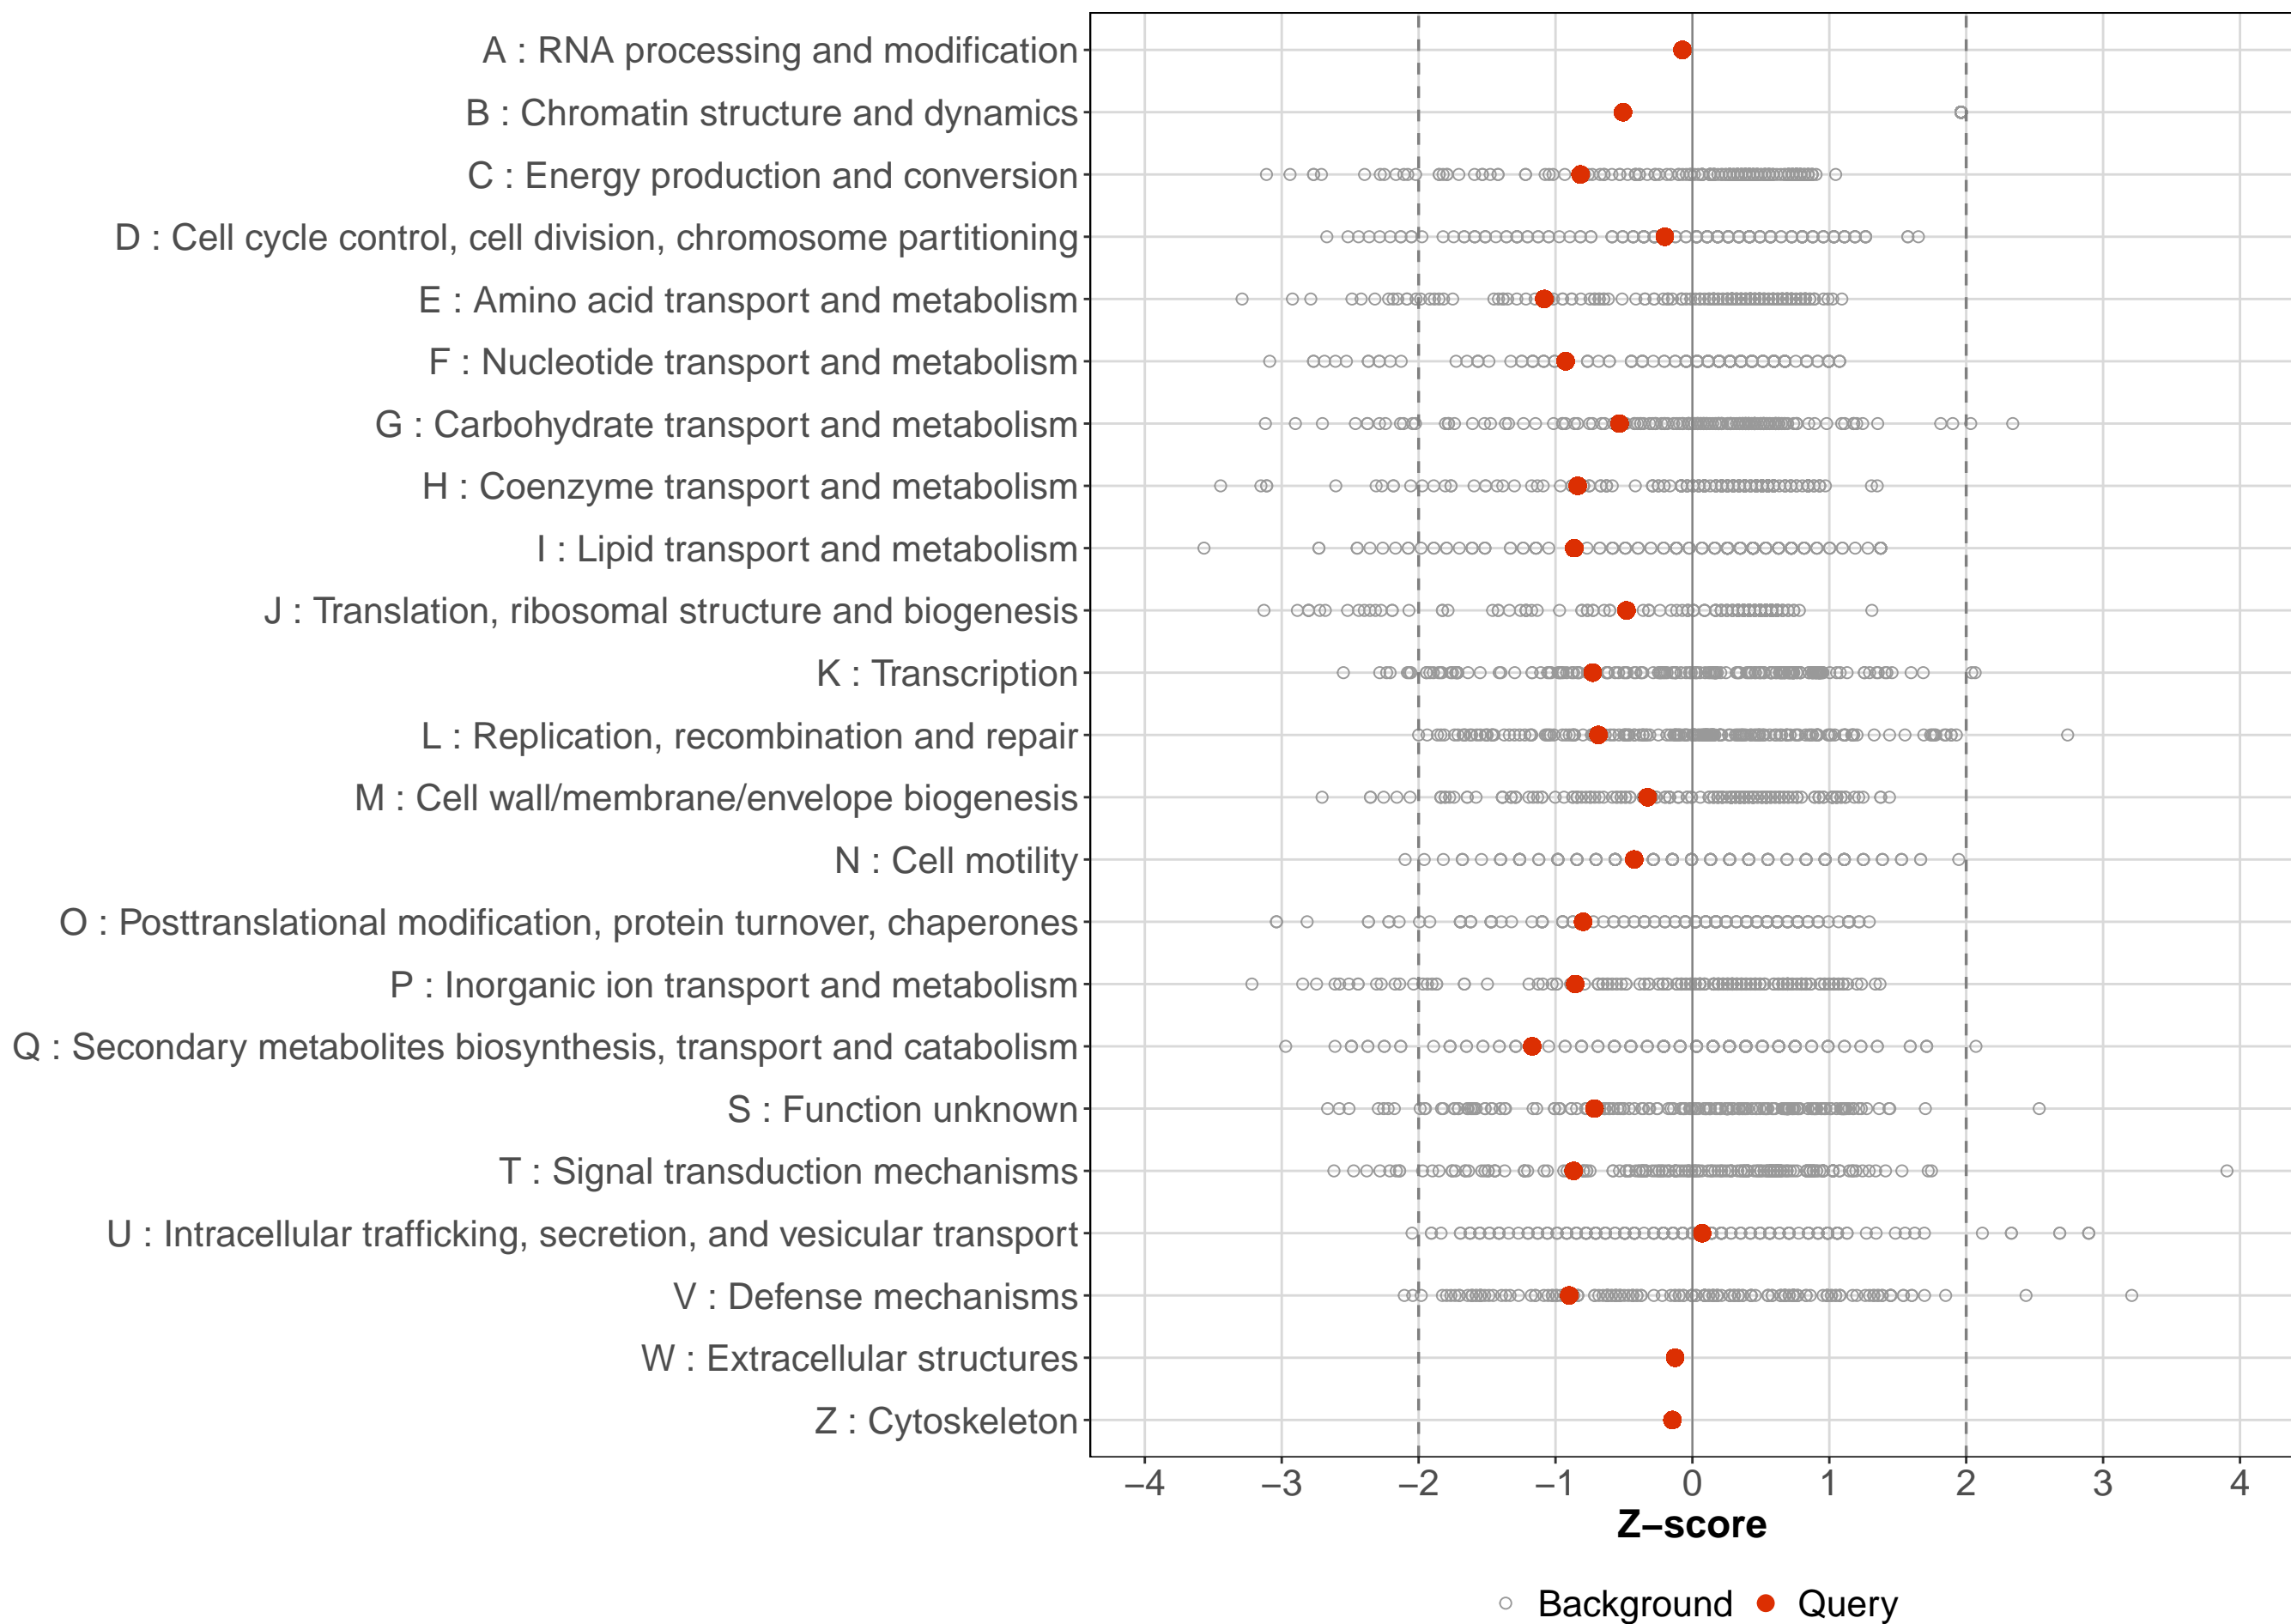 A : RNA processing and modification
B : Chromatin structure and dynamics
C : Energy production and conversion
D : Cell cycle control, cell division, chromosome partitioning
E : Amino acid transport and metabolism
F : Nucleotide transport and metabolism
G : Carbohydrate transport and metabolism
H : Coenzyme transport and metabolism
I : Lipid transport and metabolism
J : Translation, ribosomal structure and biogenesis
K : Transcription
L : Replication, recombination and repair
M : Cell wall/membrane/envelope biogenesis
N : Cell motility
O : Posttranslational modification, protein turnover, chaperones
P : Inorganic ion transport and metabolism
Q : Secondary metabolites biosynthesis, transport and catabolism
S : Function unknown
T : Signal transduction mechanisms
U : Intracellular trafficking, secretion, and vesicular transport
V : Defense mechanisms
W : Extracellular structures
Z : Cytoskeleton
−4 −3 −2 −1 0 1 2 3 4
Z−score
Background Query